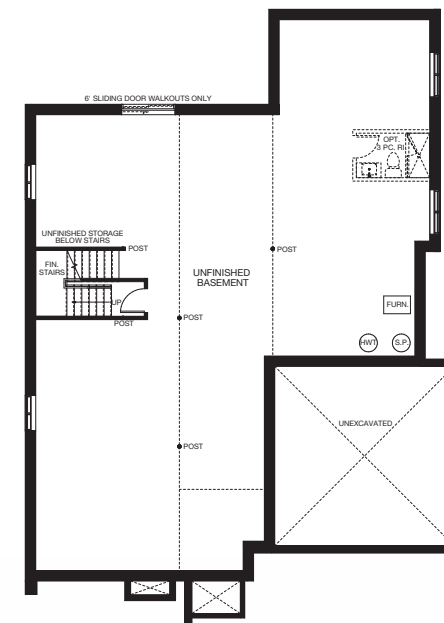 6' SLIDING DOOR WALKOUTS ONLY
OPT.
3 PC. RI
UNFINISHED STORAGE
BELOW STAIRS
POST
POST
FIN.
STAIRS
UNFINISHED
BASEMENT
UP
FURN.
POST
POST
HWT
S.P.
UNEXCAVATED
POST